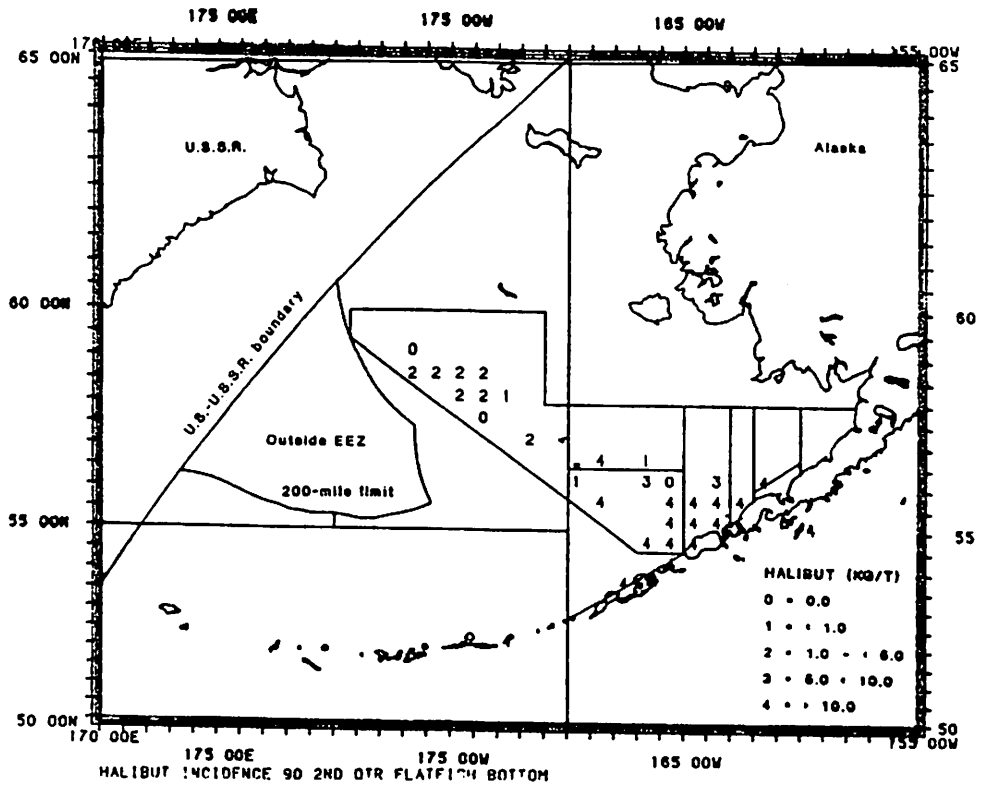 175 00E 175 00W 165 00W
65 00N 155 00W
65
U.S.S.R. Alaska
60 00N 60
U.S.-U.S.S.R. boundary
0
2 2 2 2
2 2 1
0
Outside EEZ 2
4 1
1 3 0 3 4
200-mile limit 4 4 4 4 4
55 00N 4 4 4
55
4 4 4
4
HALIBUT (KG/T)
0 = 0.0
1 = < 1.0
2 = 1.0 - < 5.0
3 = 5.0 < 10.0
4 = > 10.0
50 00N 50
170 00E 155 00W
175 00E 175 00W 165 00W
HALIBUT INCIDENCE 90 2ND QTR FLATFISH BOTTOM